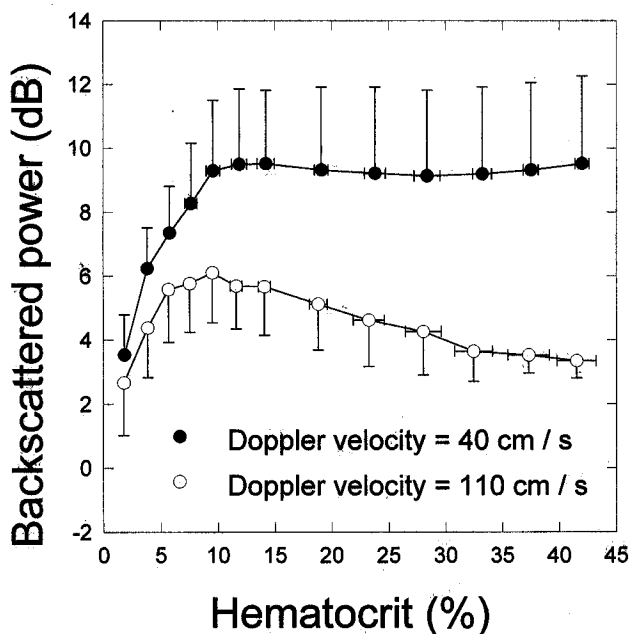 Backscattered power (dB)
14
12
10
8
6
4
2
0
-2
Doppler velocity = 40 cm / s
Doppler velocity = 110 cm / s
0 5 10 15 20 25 30 35 40 45
Hematocrit (%)